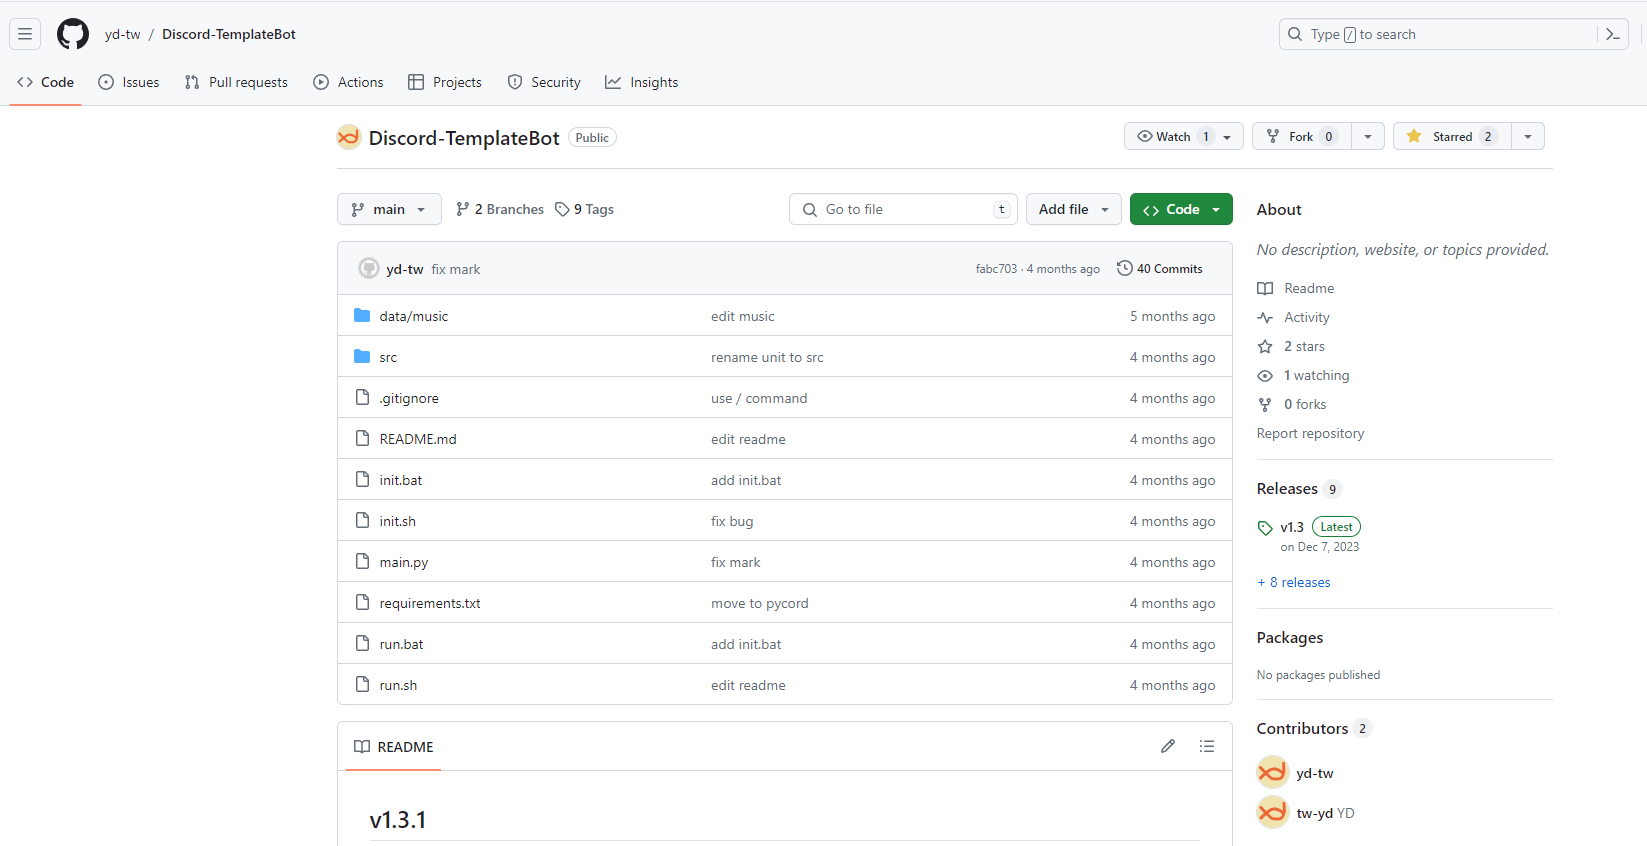 yd-tw / Discord-TemplateBot
Type / to search
Code Issues Pull requests Actions Projects Security Insights
Discord-TemplateBot Public
Watch 1 Fork 0 Starred 2
main 2 Branches 9 Tags Go to file t Add file Code
yd-tw fix mark fabc703 · 4 months ago 40 Commits
data/music edit music 5 months ago
src rename unit to src 4 months ago
.gitignore use / command 4 months ago
README.md edit readme 4 months ago
init.bat add init.bat 4 months ago
init.sh fix bug 4 months ago
main.py fix mark 4 months ago
requirements.txt move to pycord 4 months ago
run.bat add init.bat 4 months ago
run.sh edit readme 4 months ago
README
v1.3.1
About
No description, website, or topics provided.
Readme
Activity
2 stars
1 watching
0 forks
Report repository
Releases 9
v1.3 Latest
on Dec 7, 2023
+ 8 releases
Packages
No packages published
Contributors 2
yd-tw
tw-yd YD